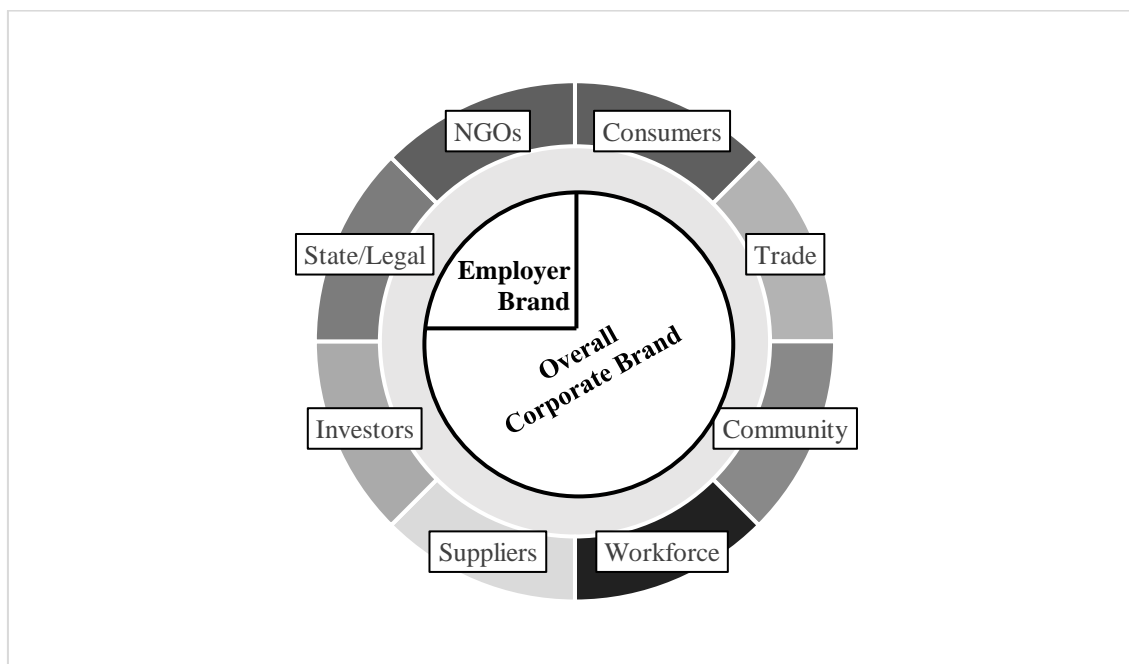 NGOs
Consumers
State/Legal
Trade
Employer
Brand
Overall
Corporate Brand
Investors
Community
Suppliers
Workforce